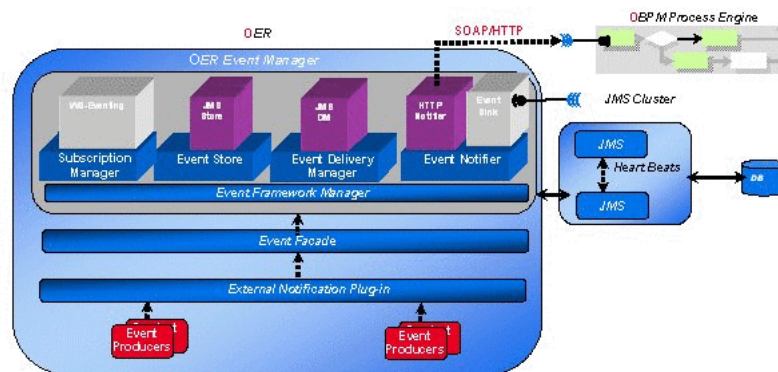 OER
SOAP/HTTP
OBPM Process Engine
OER Event Manager
WS-Eventing
JMS
Store
JMS
DM
HTTP
Notifier
Event
Sink
JMS Cluster
Subscription
Manager
Event Store
Event Delivery
Manager
Event Notifier
JMS
Heart Beats
JMS
DB
Event Framework Manager
Event Facade
External Notification Plug-in
Event
Producers
Event
Producers